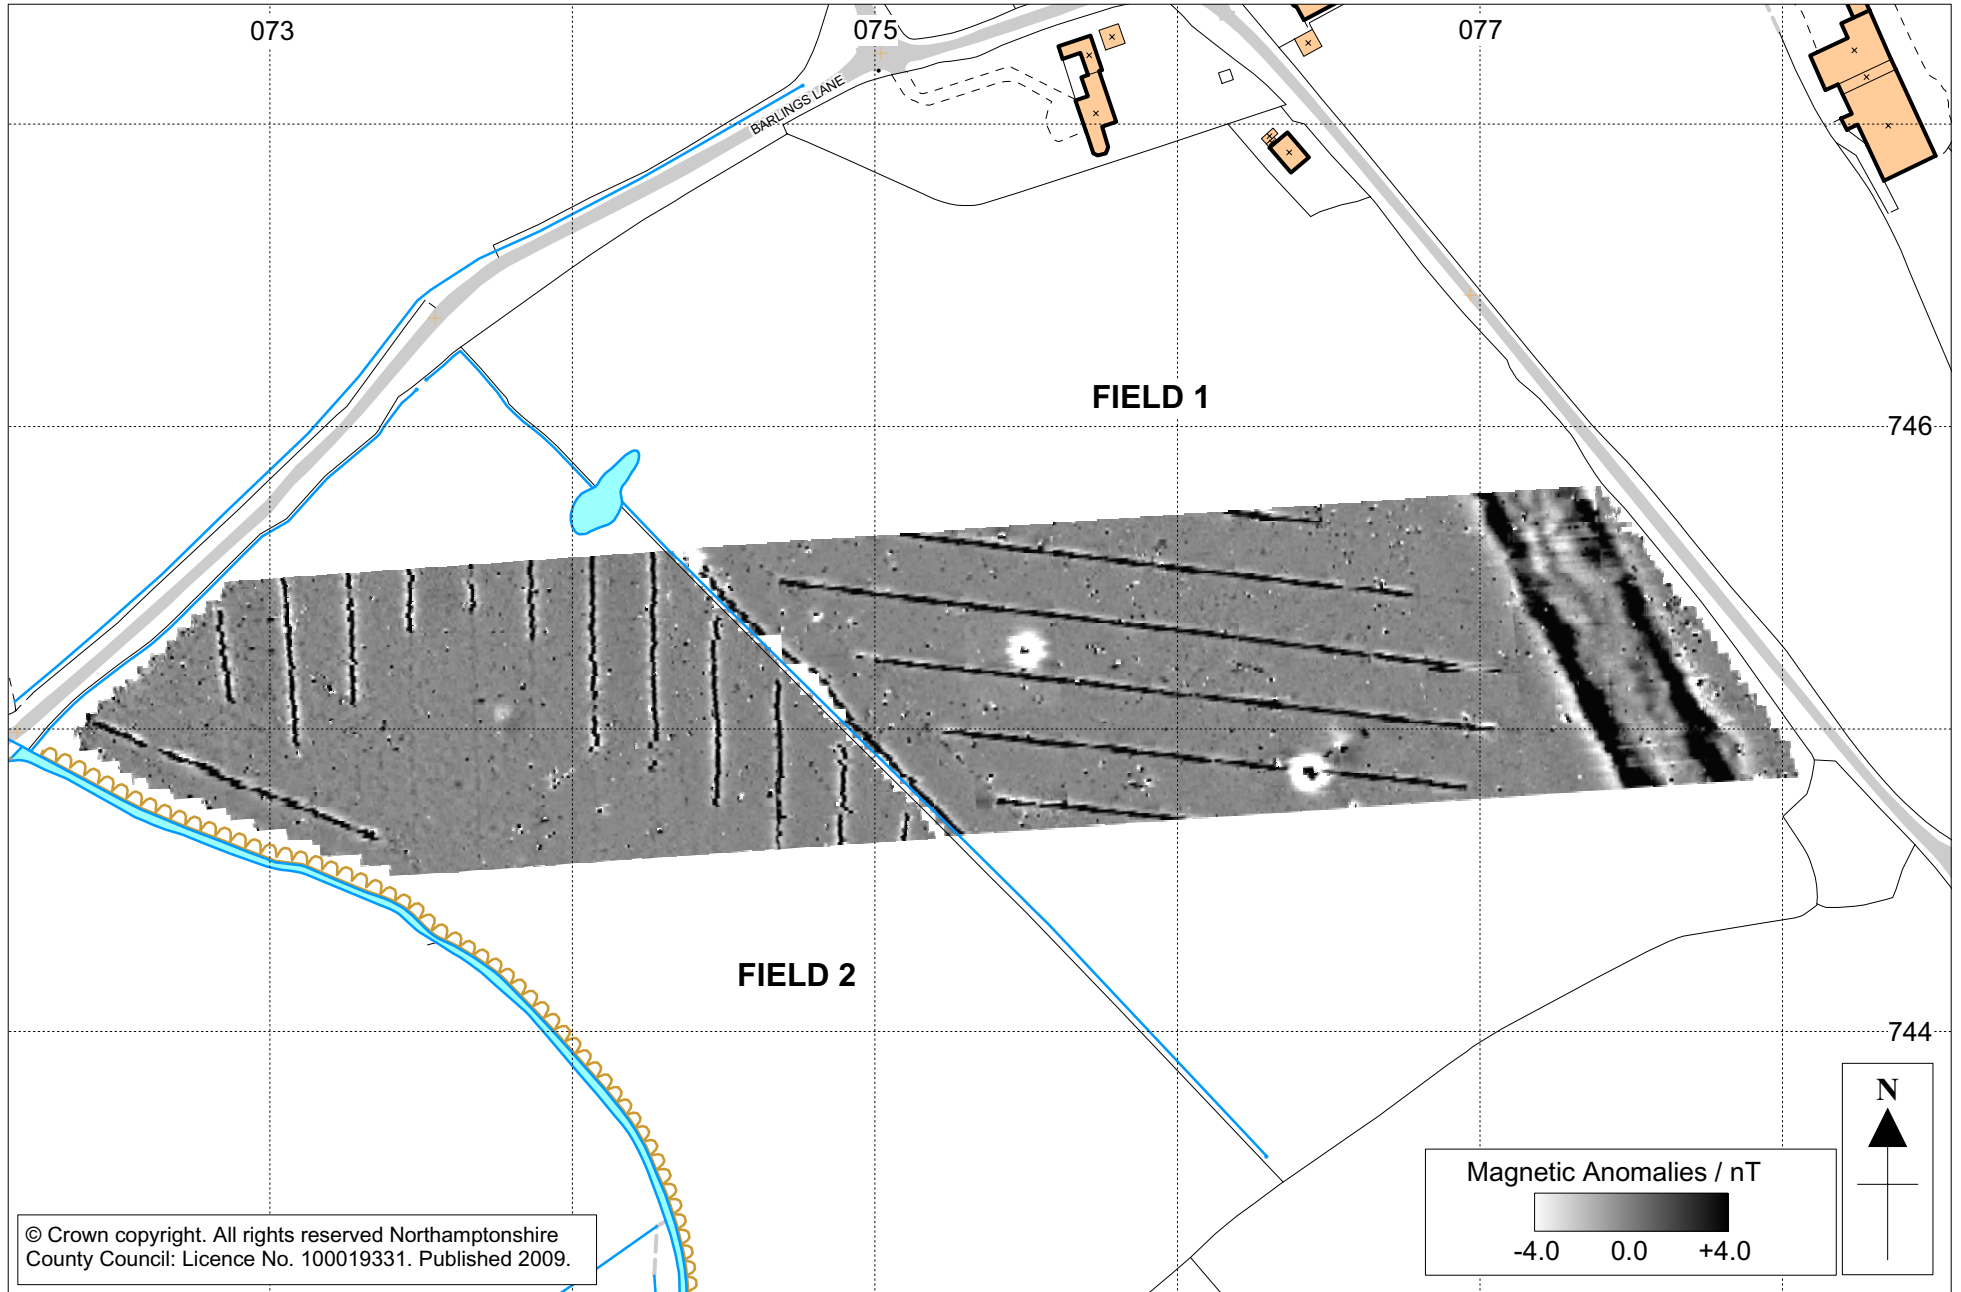 073
075
077
BARLINGS LANE
FIELD 1
746
FIELD 2
744
N
Magnetic Anomalies / nT
-4.0 0.0 +4.0
© Crown copyright. All rights reserved Northamptonshire
County Council: Licence No. 100019331. Published 2009.